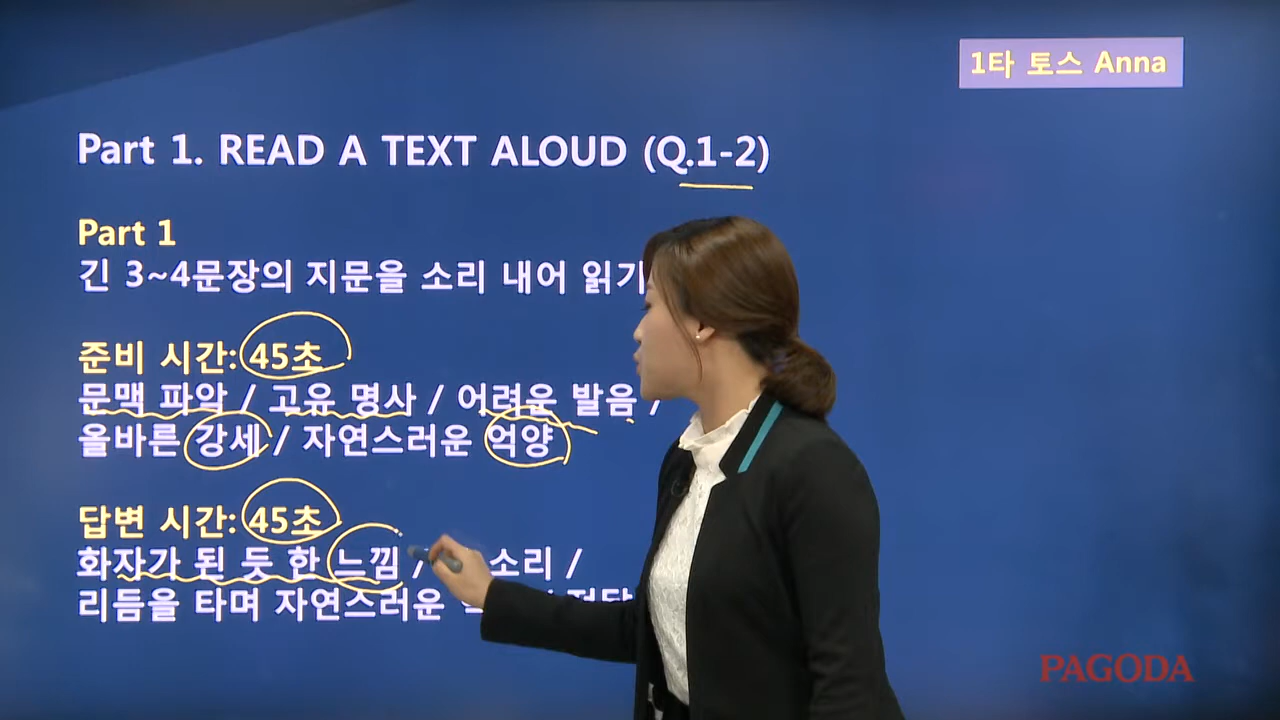 1타 토스 Anna
Part 1. READ A TEXT ALOUD (Q.1-2)
Part 1
긴 3~4문장의 지문을 소리 내어 읽기
준비 시간: 45초
문맥 파악 / 고유 명사 / 어려운 발음 /
올바른 강세 / 자연스러운 억양
답변 시간: 45초
화자가 된 듯 한 느낌 / 소리 /
리듬을 타며 자연스러운
PAGODA